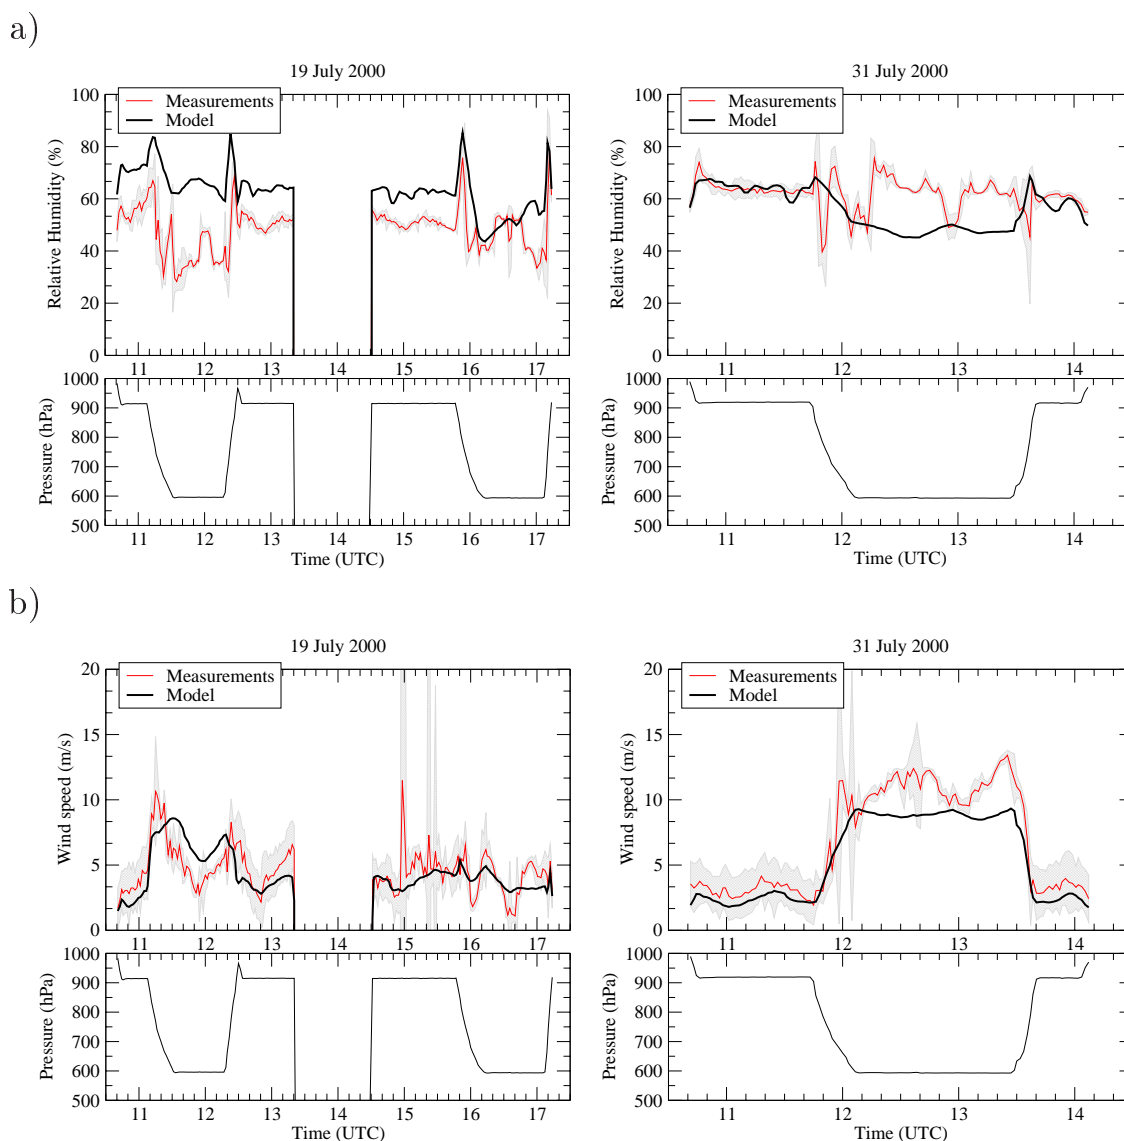 a)
19 July 2000
Measurements
Model
Relative Humidity (%)
100
80
60
40
20
0
11 12 13 14 15 16 17
Pressure (hPa)
1000
900
800
700
600
500
11 12 13 14 15 16 17
Time (UTC)
31 July 2000
Measurements
Model
Relative Humidity (%)
100
80
60
40
20
0
11 12 13 14
Pressure (hPa)
1000
900
800
700
600
500
11 12 13 14
Time (UTC)
b)
19 July 2000
Measurements
Model
Wind speed (m/s)
20
15
10
5
0
11 12 13 14 15 16 17
Pressure (hPa)
1000
900
800
700
600
500
11 12 13 14 15 16 17
Time (UTC)
31 July 2000
Measurements
Model
Wind speed (m/s)
20
15
10
5
0
11 12 13 14
Pressure (hPa)
1000
900
800
700
600
500
11 12 13 14
Time (UTC)